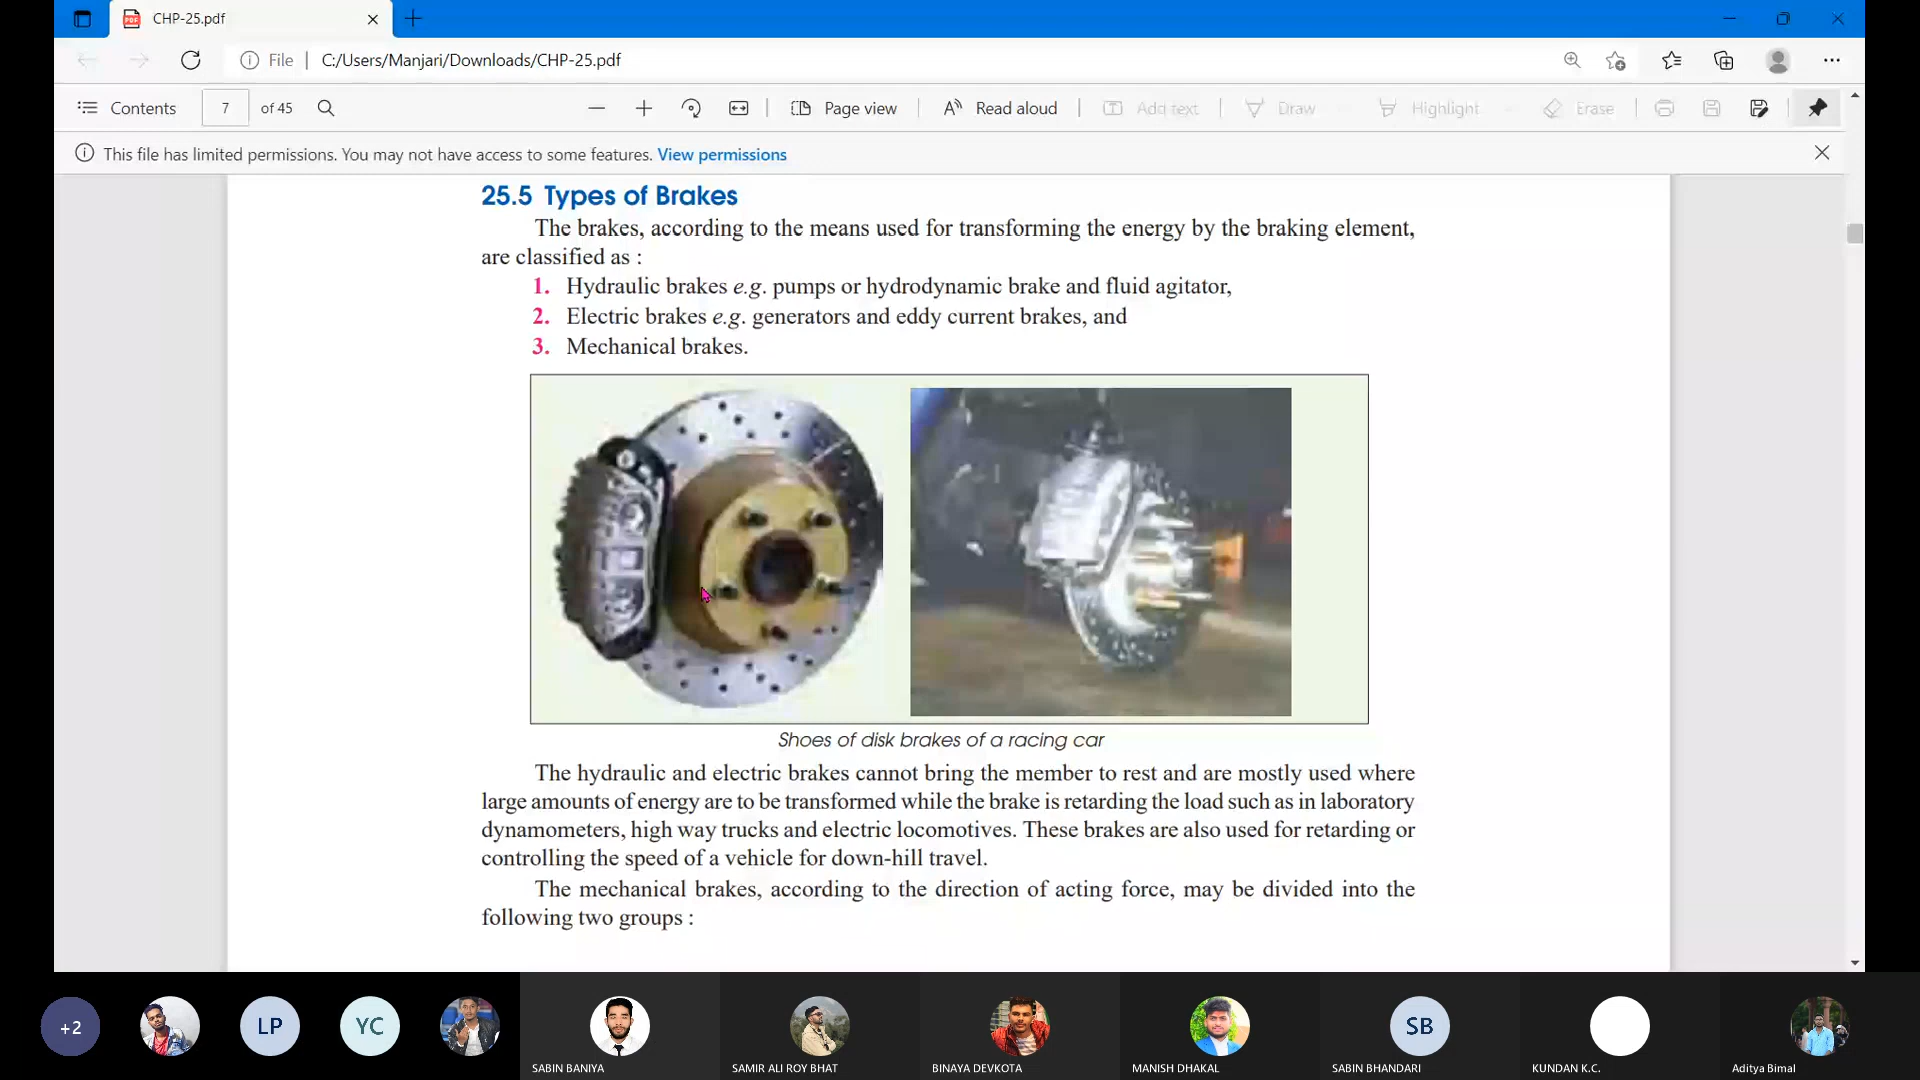 CHP-25.pdf
File
C:/Users/Manjari/Downloads/CHP-25.pdf
Contents
7 of 45
Page view
Read aloud
Add text
Draw
Highlight
Erase
This file has limited permissions. You may not have access to some features. View permissions
25.5 Types of Brakes
The brakes, according to the means used for transforming the energy by the braking element,
are classified as :
1. Hydraulic brakes e.g. pumps or hydrodynamic brake and fluid agitator,
2. Electric brakes e.g. generators and eddy current brakes, and
3. Mechanical brakes.
Shoes of disk brakes of a racing car
The hydraulic and electric brakes cannot bring the member to rest and are mostly used where
large amounts of energy are to be transformed while the brake is retarding the load such as in laboratory
dynamometers, high way trucks and electric locomotives. These brakes are also used for retarding or
controlling the speed of a vehicle for down-hill travel.
The mechanical brakes, according to the direction of acting force, may be divided into the
following two groups :
+2
LP
YC
SB
SABIN BANIYA
SAMIR ALI ROY BHAT
BINAYA DEVKOTA
MANISH DHAKAL
SABIN BHANDARI
KUNDAN K.C.
Aditya Bimal